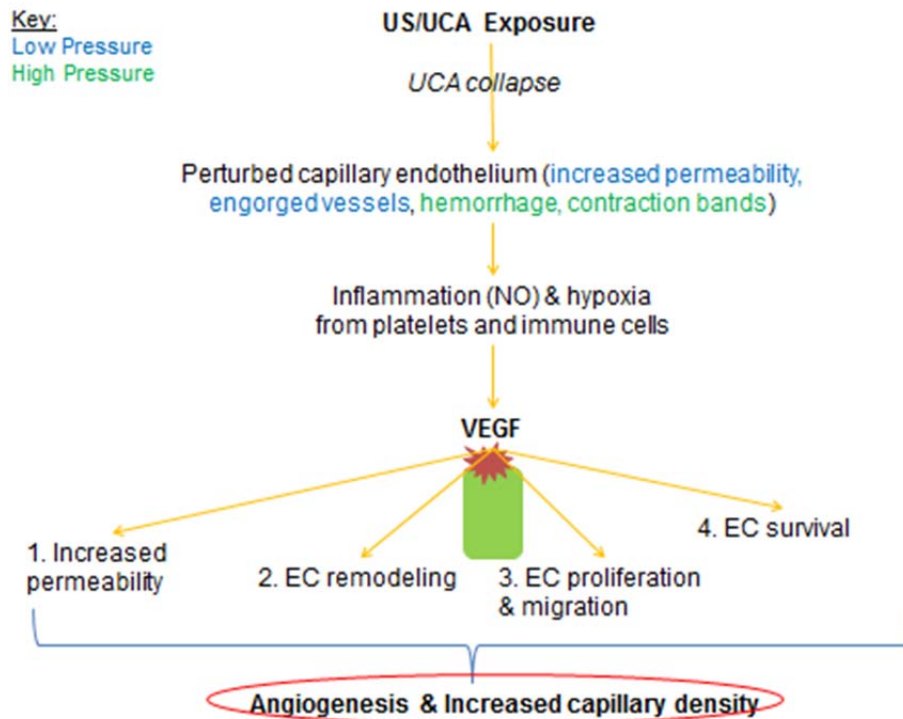 Key:
Low Pressure
High Pressure
US/UCA Exposure
UCA collapse
Perturbed capillary endothelium (increased permeability,
engorged vessels, hemorrhage, contraction bands)
Inflammation (NO) & hypoxia
from platelets and immune cells
VEGF
1. Increased
permeability
2. EC remodeling
3. EC proliferation
& migration
4. EC survival
Angiogenesis & Increased capillary density